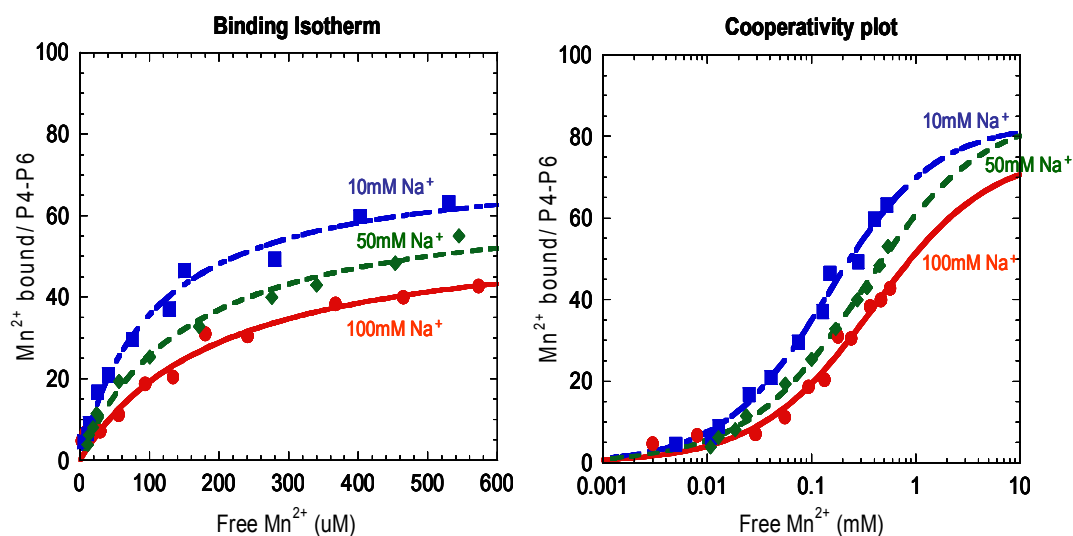 Binding Isotherm
100
80
60
40
20
0
0 100 200 300 400 500 600
Mn²⁺ bound/ P4-P6
Free Mn²⁺ (uM)
10mM Na⁺
50mM Na⁺
100mM Na⁺
Cooperativity plot
100
80
60
40
20
0
0.001 0.01 0.1 1 10
Mn²⁺ bound/ P4-P6
Free Mn²⁺ (mM)
10mM Na⁺
50mM Na⁺
100mM Na⁺